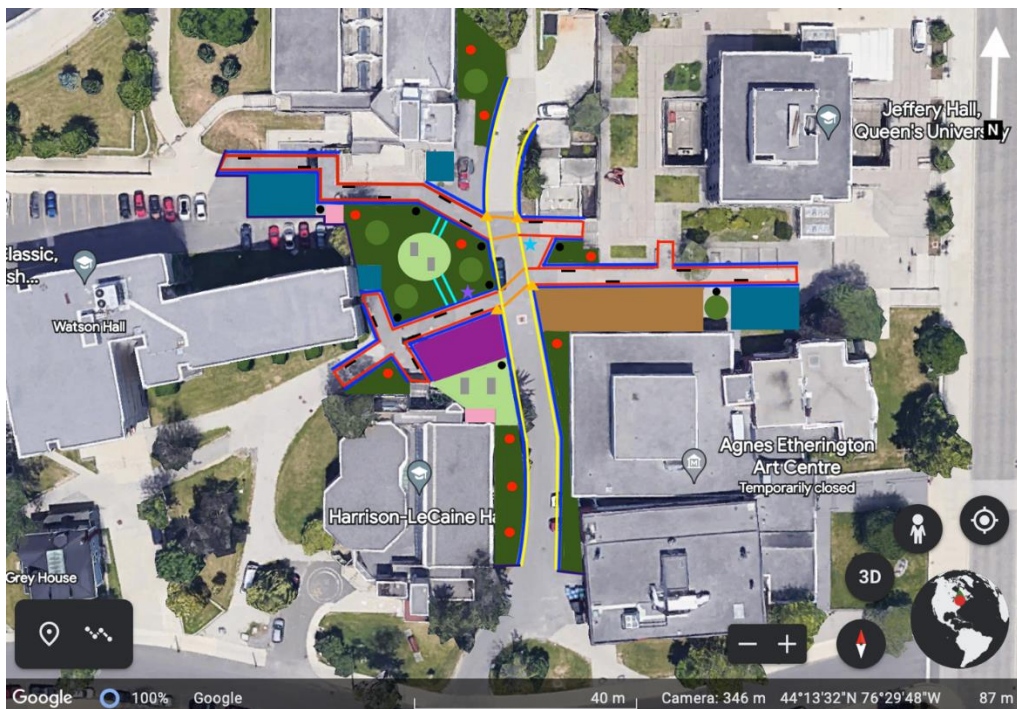 Jeffery Hall,
Queen's University
N
Classic,
sh...
Watson Hall
Agnes Etherington
Art Centre
Temporarily closed
Harrison-LeCaine Ha
Grey House
3D
Google 100% Google 40 m Camera: 346 m 44°13'32"N 76°29'48"W 87 m